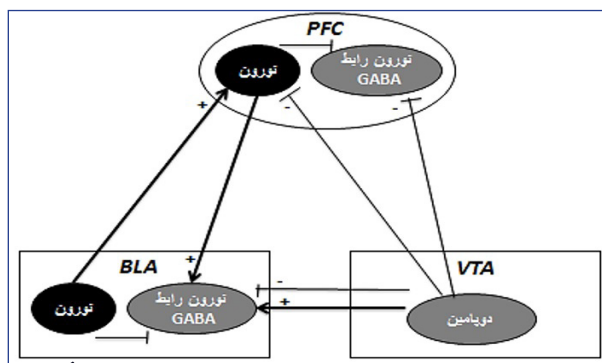 PFC
نورون
نورون رابط
GABA
-
-
+
+
BLA
VTA
نورون
نورون رابط
GABA
-
+
دوپامین